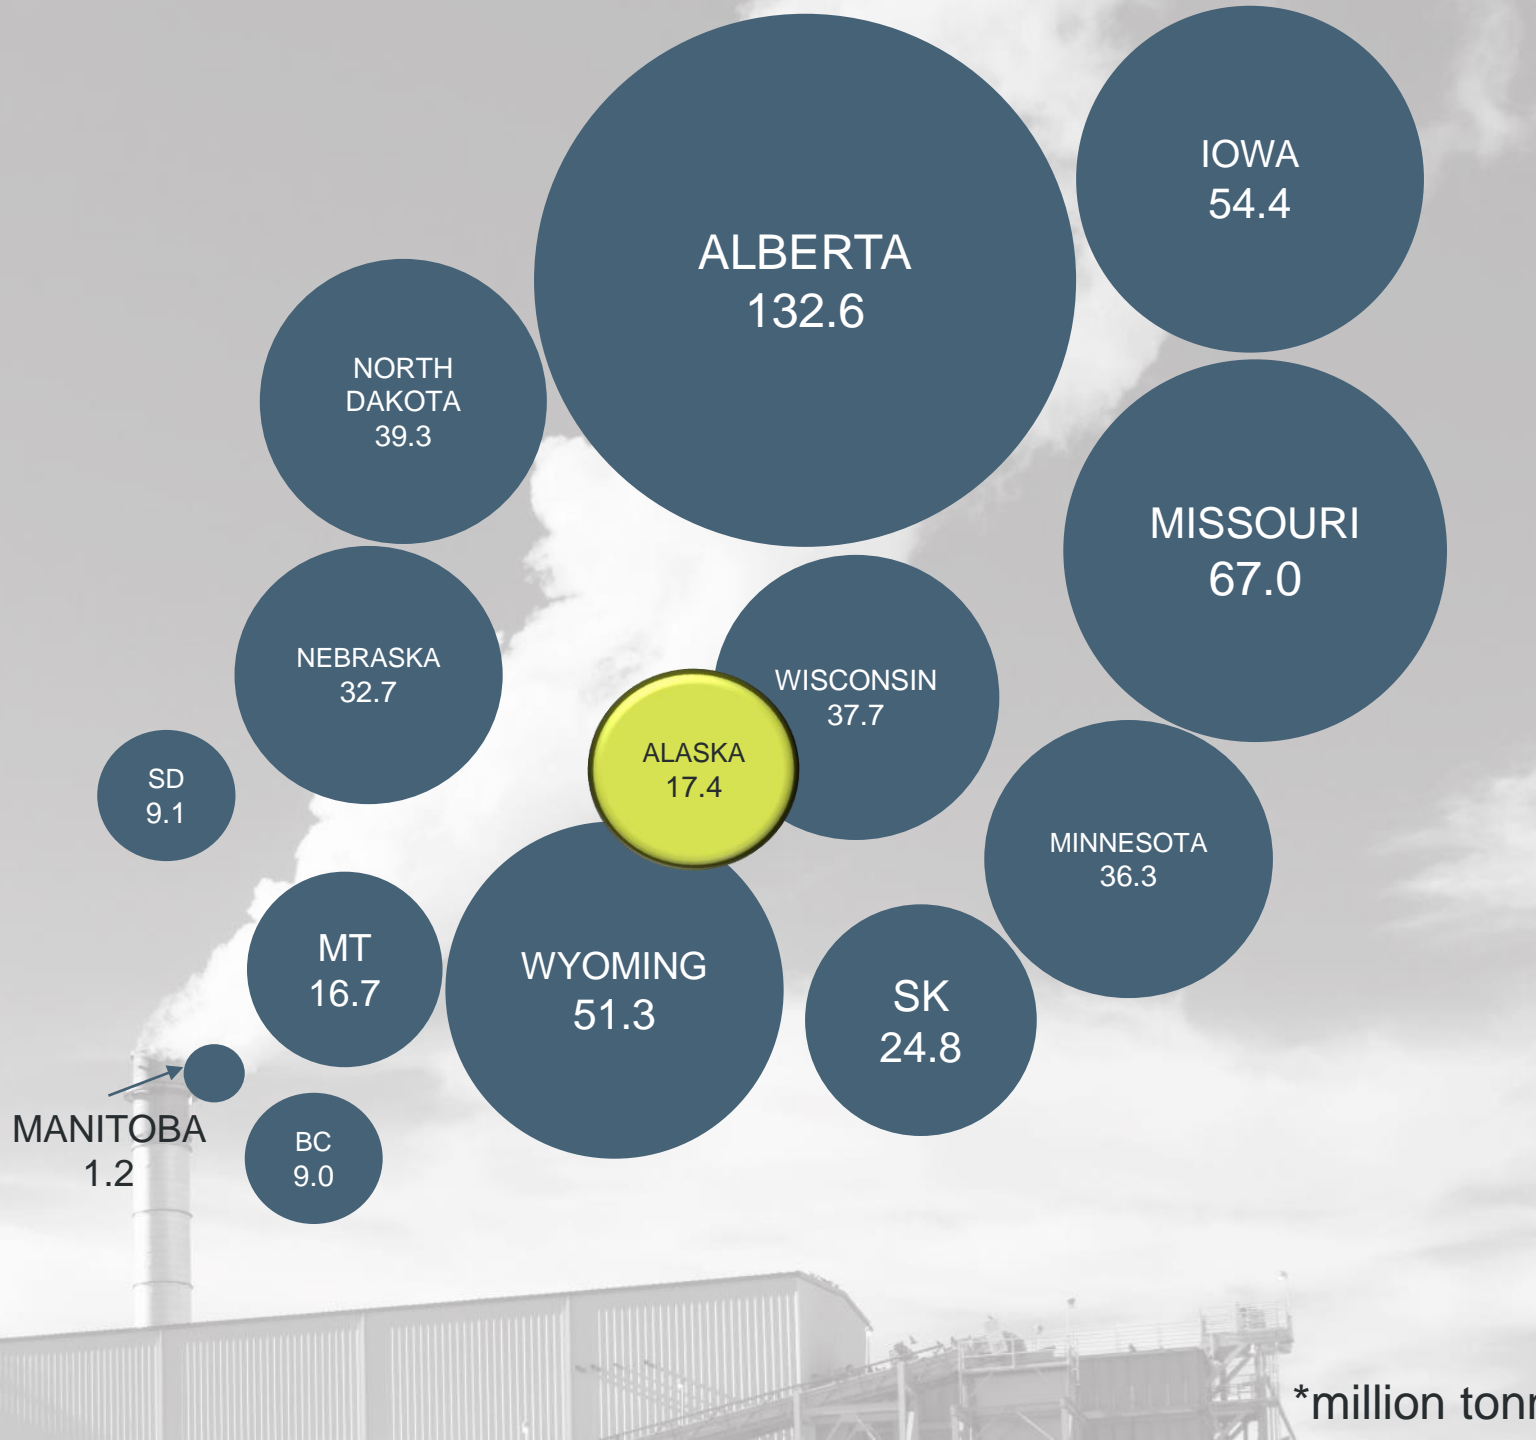 IOWA
54.4
ALBERTA
132.6
NORTH
DAKOTA
39.3
MISSOURI
67.0
NEBRASKA
32.7
WISCONSIN
37.7
ALASKA
17.4
SD
9.1
MINNESOTA
36.3
MT
16.7
WYOMING
51.3
SK
24.8
MANITOBA
1.2
BC
9.0
*million